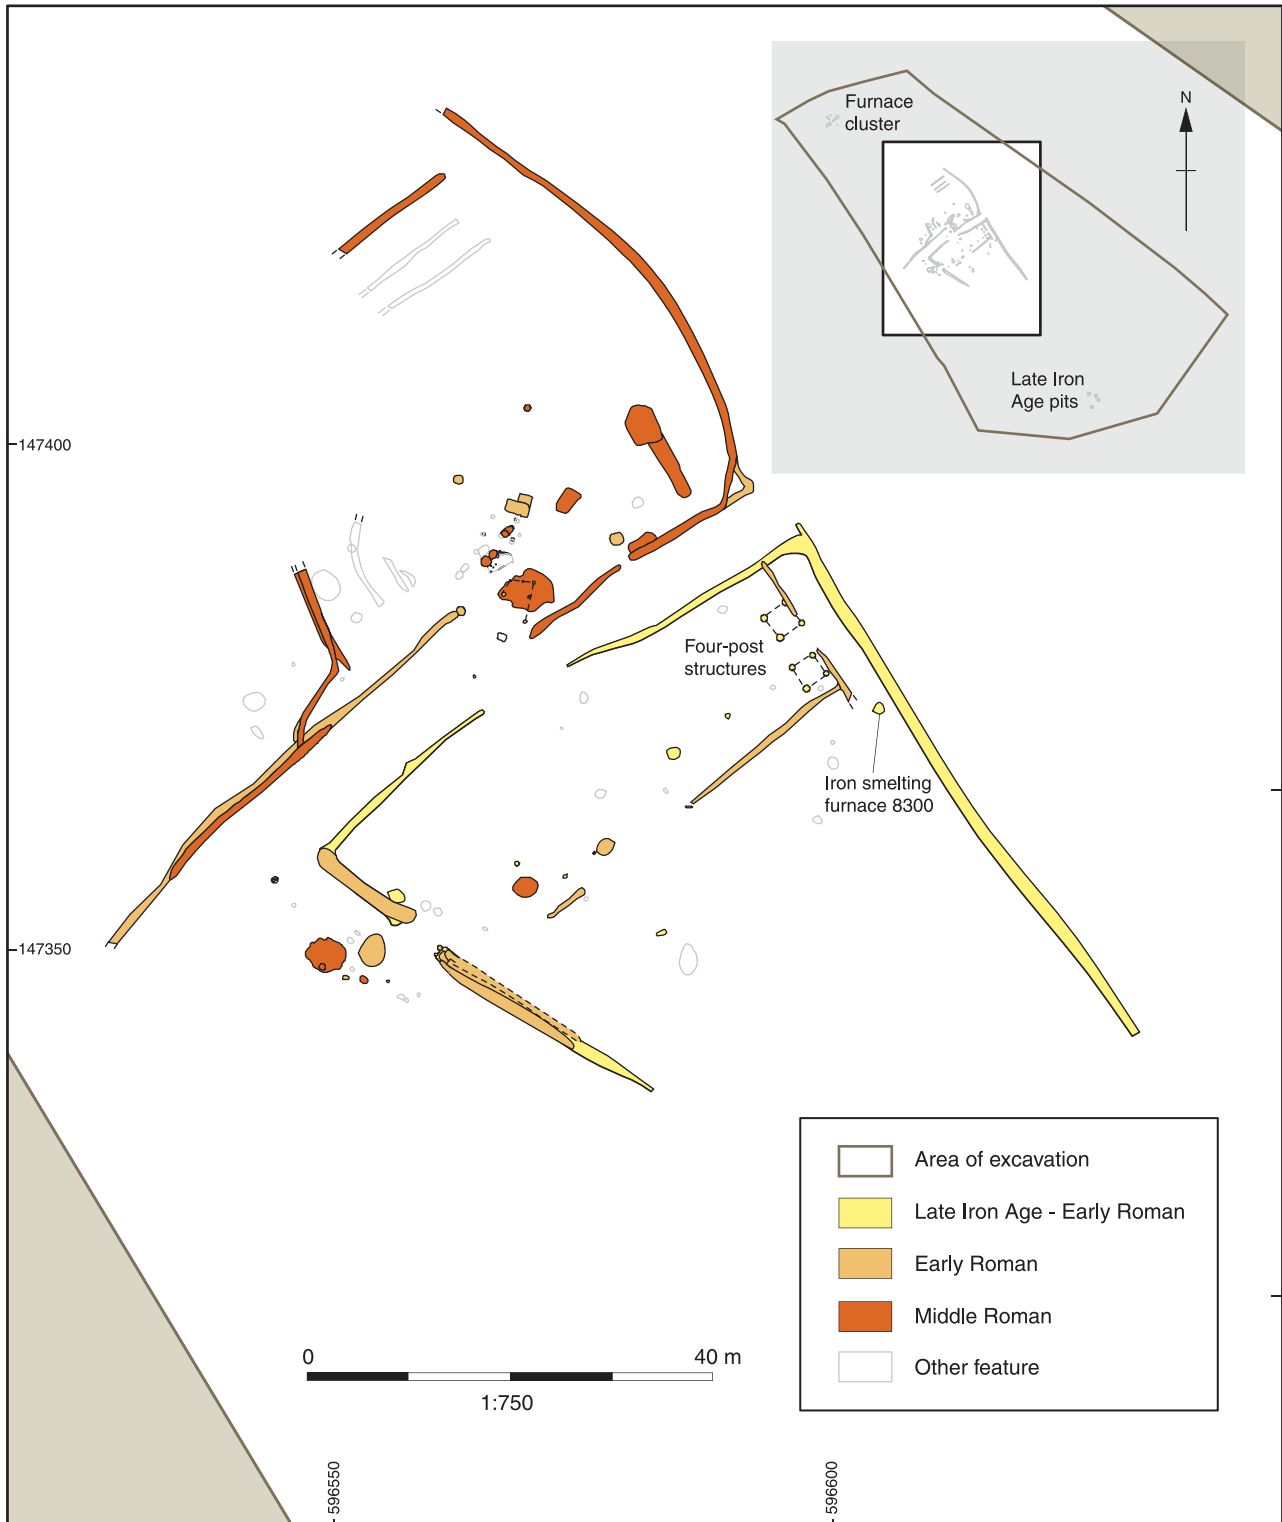 Furnace
cluster
N
Late Iron
Age pits
147400
Four-post
structures
Iron smelting
furnace 8300
147350
Area of excavation
Late Iron Age - Early Roman
Early Roman
Middle Roman
Other feature
0 40 m
1:750
596550
596600